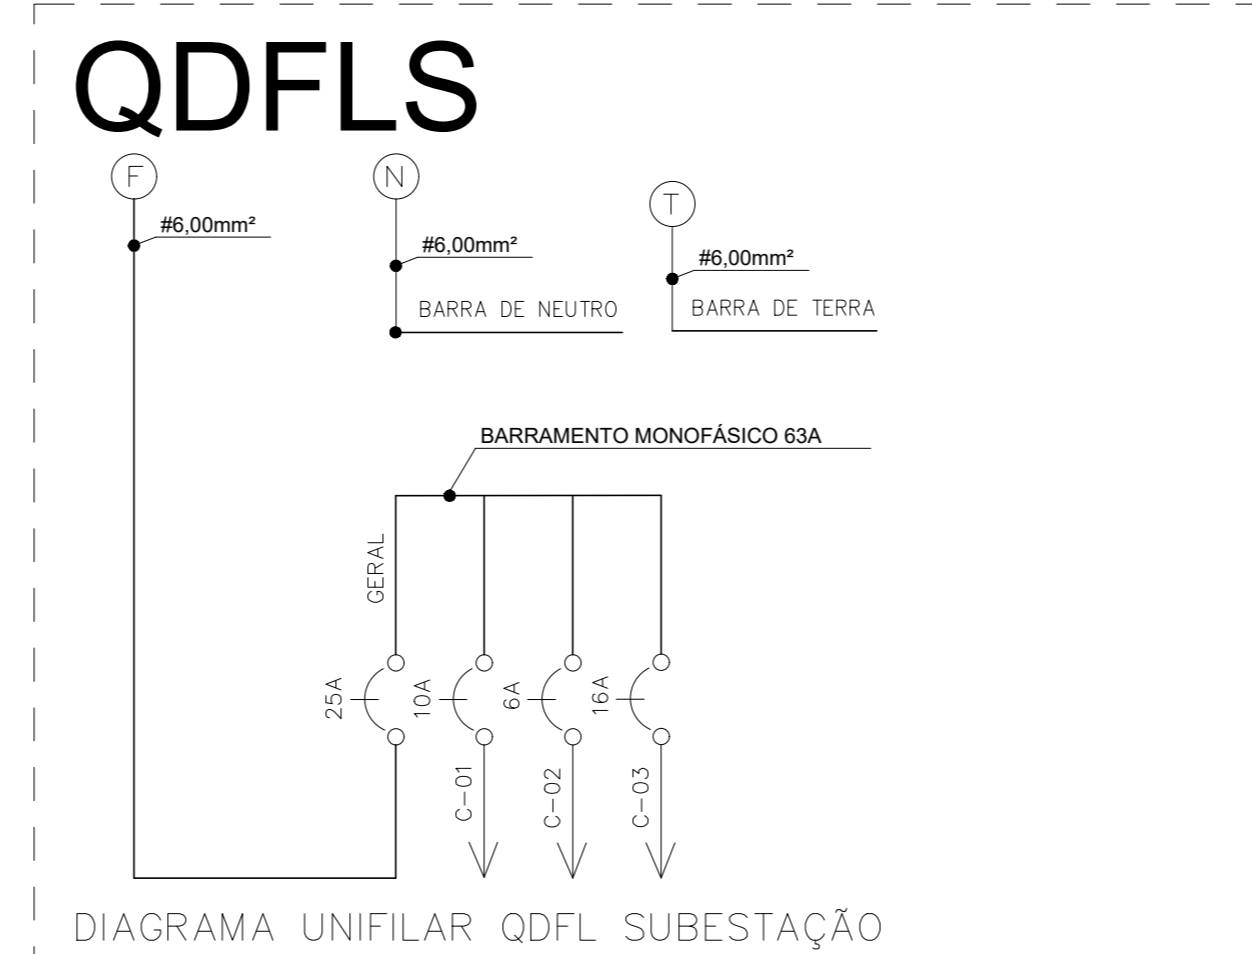 QDFLS
F
N
T
#6,00mm²
#6,00mm²
#6,00mm²
BARRA DE NEUTRO
BARRA DE TERRA
BARRAMENTO MONOFÁSICO 63A
GERAL
25A
10A
6A
16A
C-01
C-02
C-03
DIAGRAMA UNIFILAR QDFL SUBESTAÇÃO